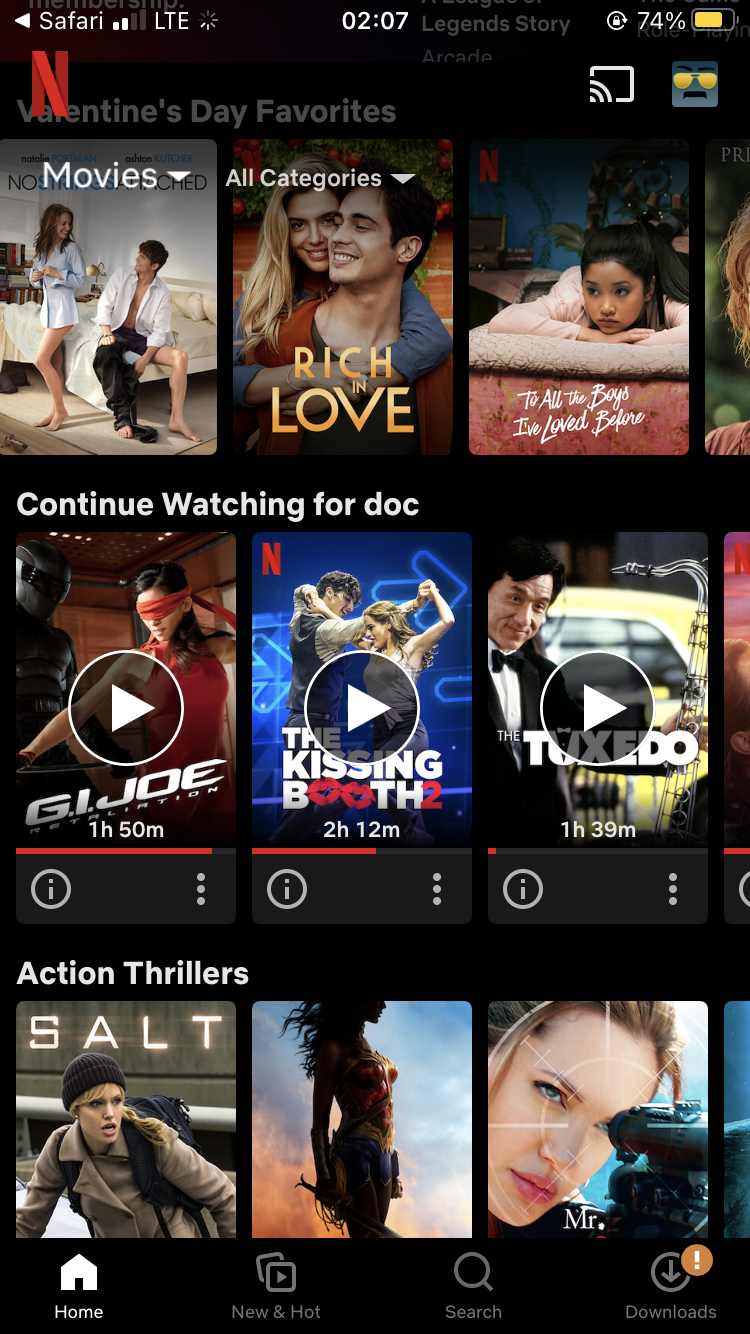 membership.
A League of
◀ Safari LTE 02:07 74%
Legends Story
Role-Playin
Arcade
N
Valentine's Day Favorites
natalie PORTMAN ashton KUTCHER
NO STRINGS ATTACHED
Movies
All Categories
N
PRI
RICH
IN
LOVE
To All the Boys
I've Loved Before
Continue Watching for doc
N
N
G.I. JOE
RETALIATION
1h 50m
THE
KISSING
BOOTH 2
2h 12m
THE TUXEDO
1h 39m
Action Thrillers
SALT
Mr.
Home
New & Hot
Search
Downloads